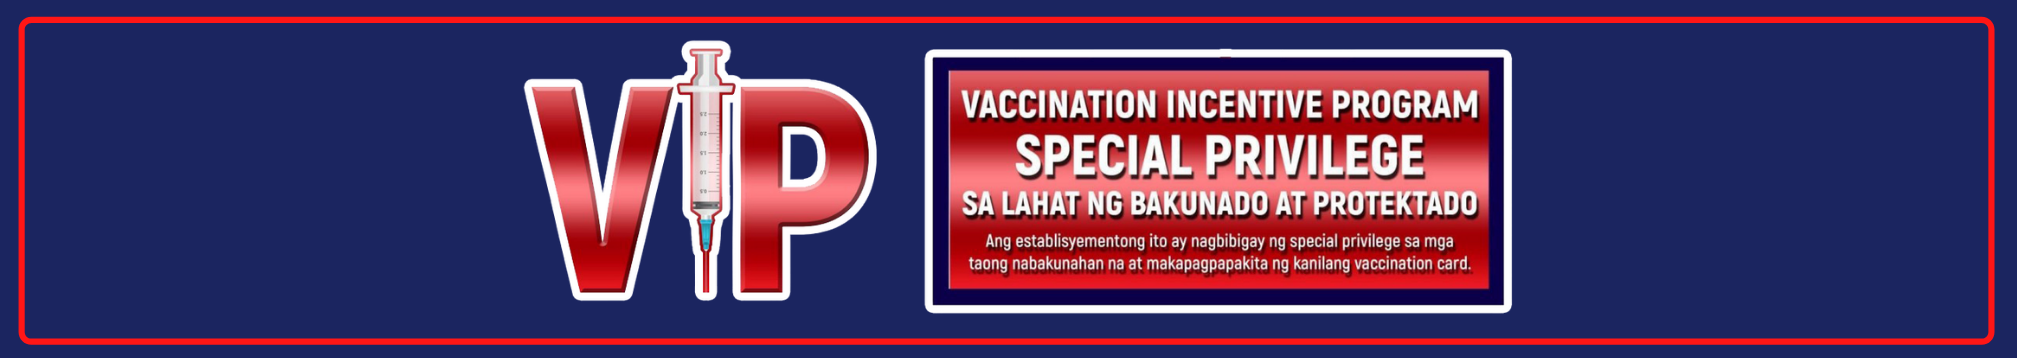 VIP
VACCINATION INCENTIVE PROGRAM
SPECIAL PRIVILEGE
SA LAHAT NG BAKUNADO AT PROTEKTADO
Ang establisyementong ito ay nagbibigay ng special privilege sa mga
taong nabakunahan na at makapagpapakita ng kanilang vaccination card.